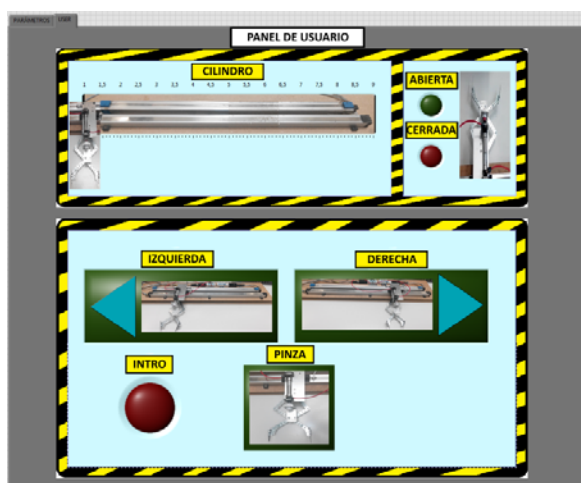 PARÁMETROS USER
PANEL DE USUARIO
CILINDRO
1 1,5 2 2,5 3 3,5 4 4,5 5 5,5 6 6,5 7 7,5 8 8,5 9
ABIERTA
CERRADA
IZQUIERDA
DERECHA
INTRO
PINZA